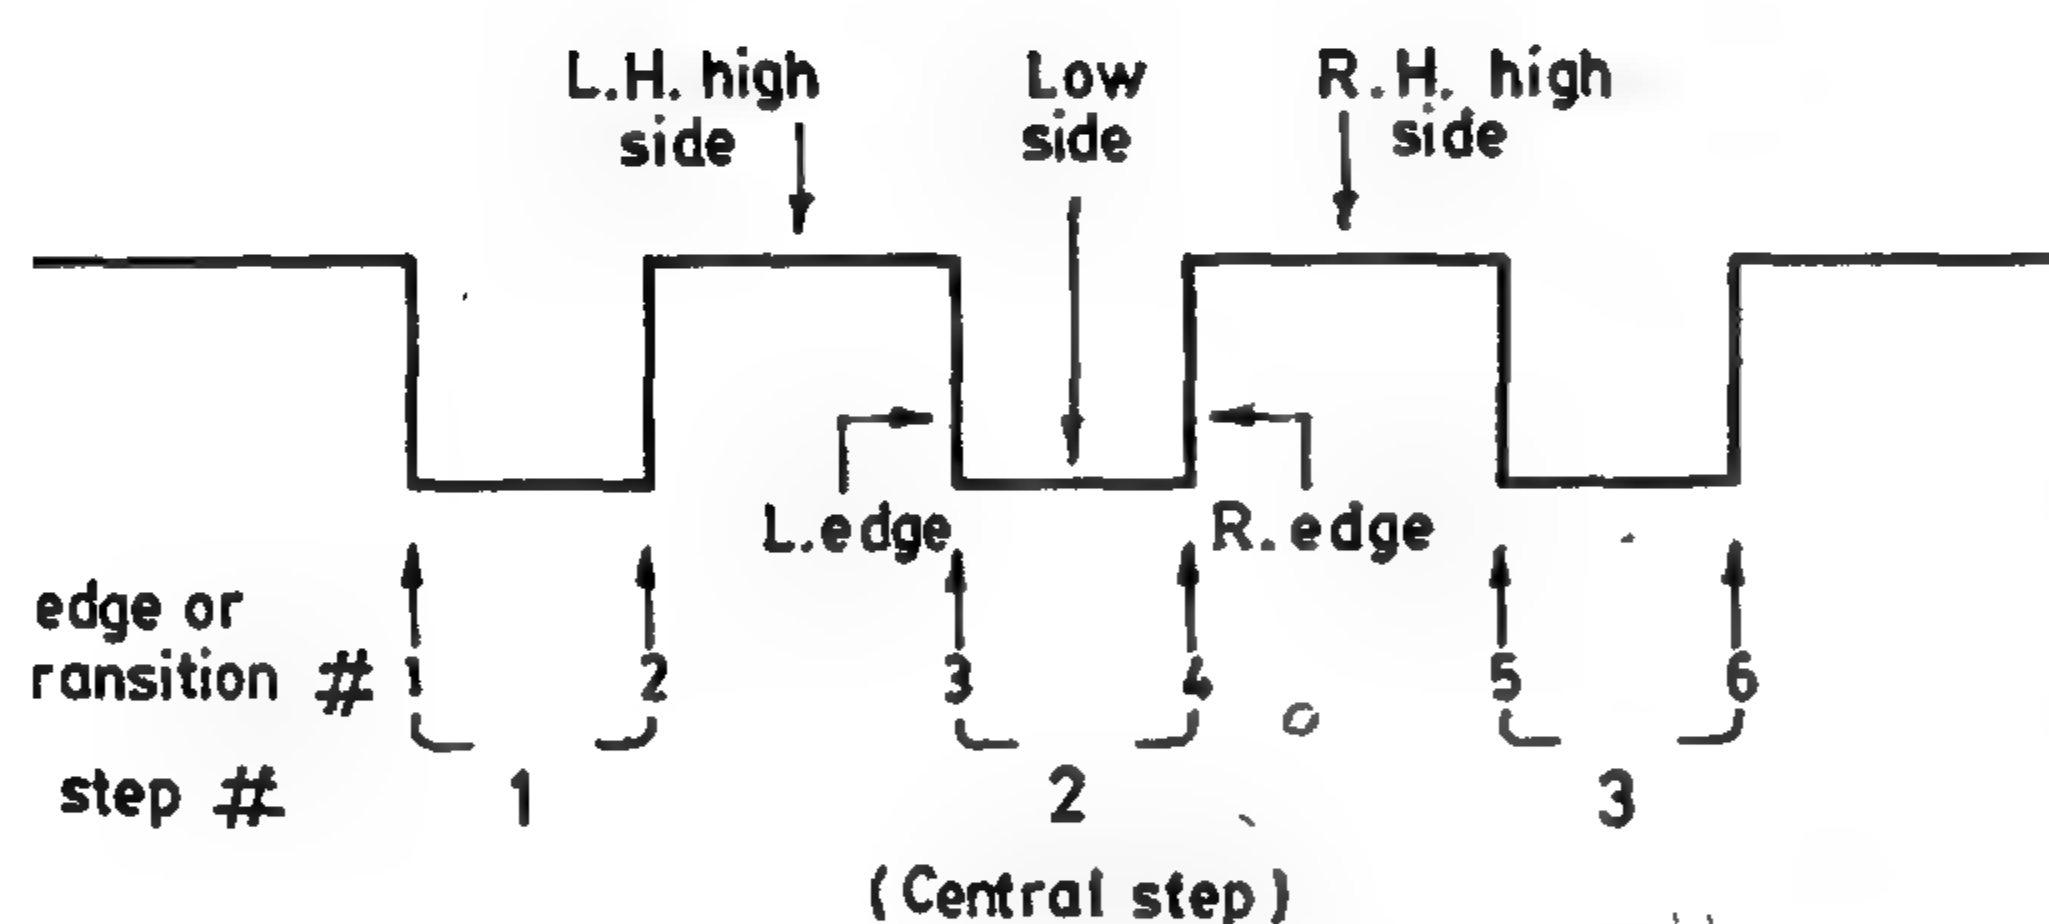 L.H. high side
Low side
R.H. high side
L.edge
R.edge
edge or
ransition # 1 2 3 4 5 6
step # 1 2 3
(Central step)